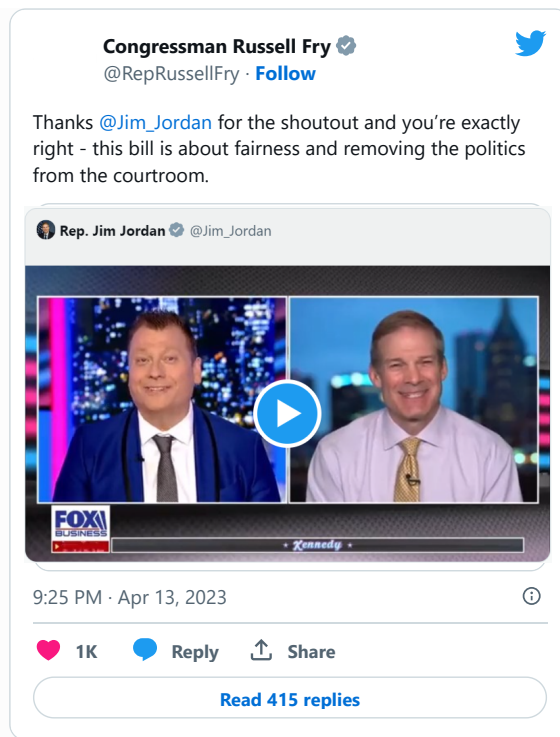 Congressman Russell Fry
@RepRussellFry · Follow
Thanks @Jim_Jordan for the shoutout and you’re exactly
right - this bill is about fairness and removing the politics
from the courtroom.
Rep. Jim Jordan @Jim_Jordan
FOX
BUSINESS
Kennedy
9:25 PM · Apr 13, 2023
1K Reply Share
Read 415 replies